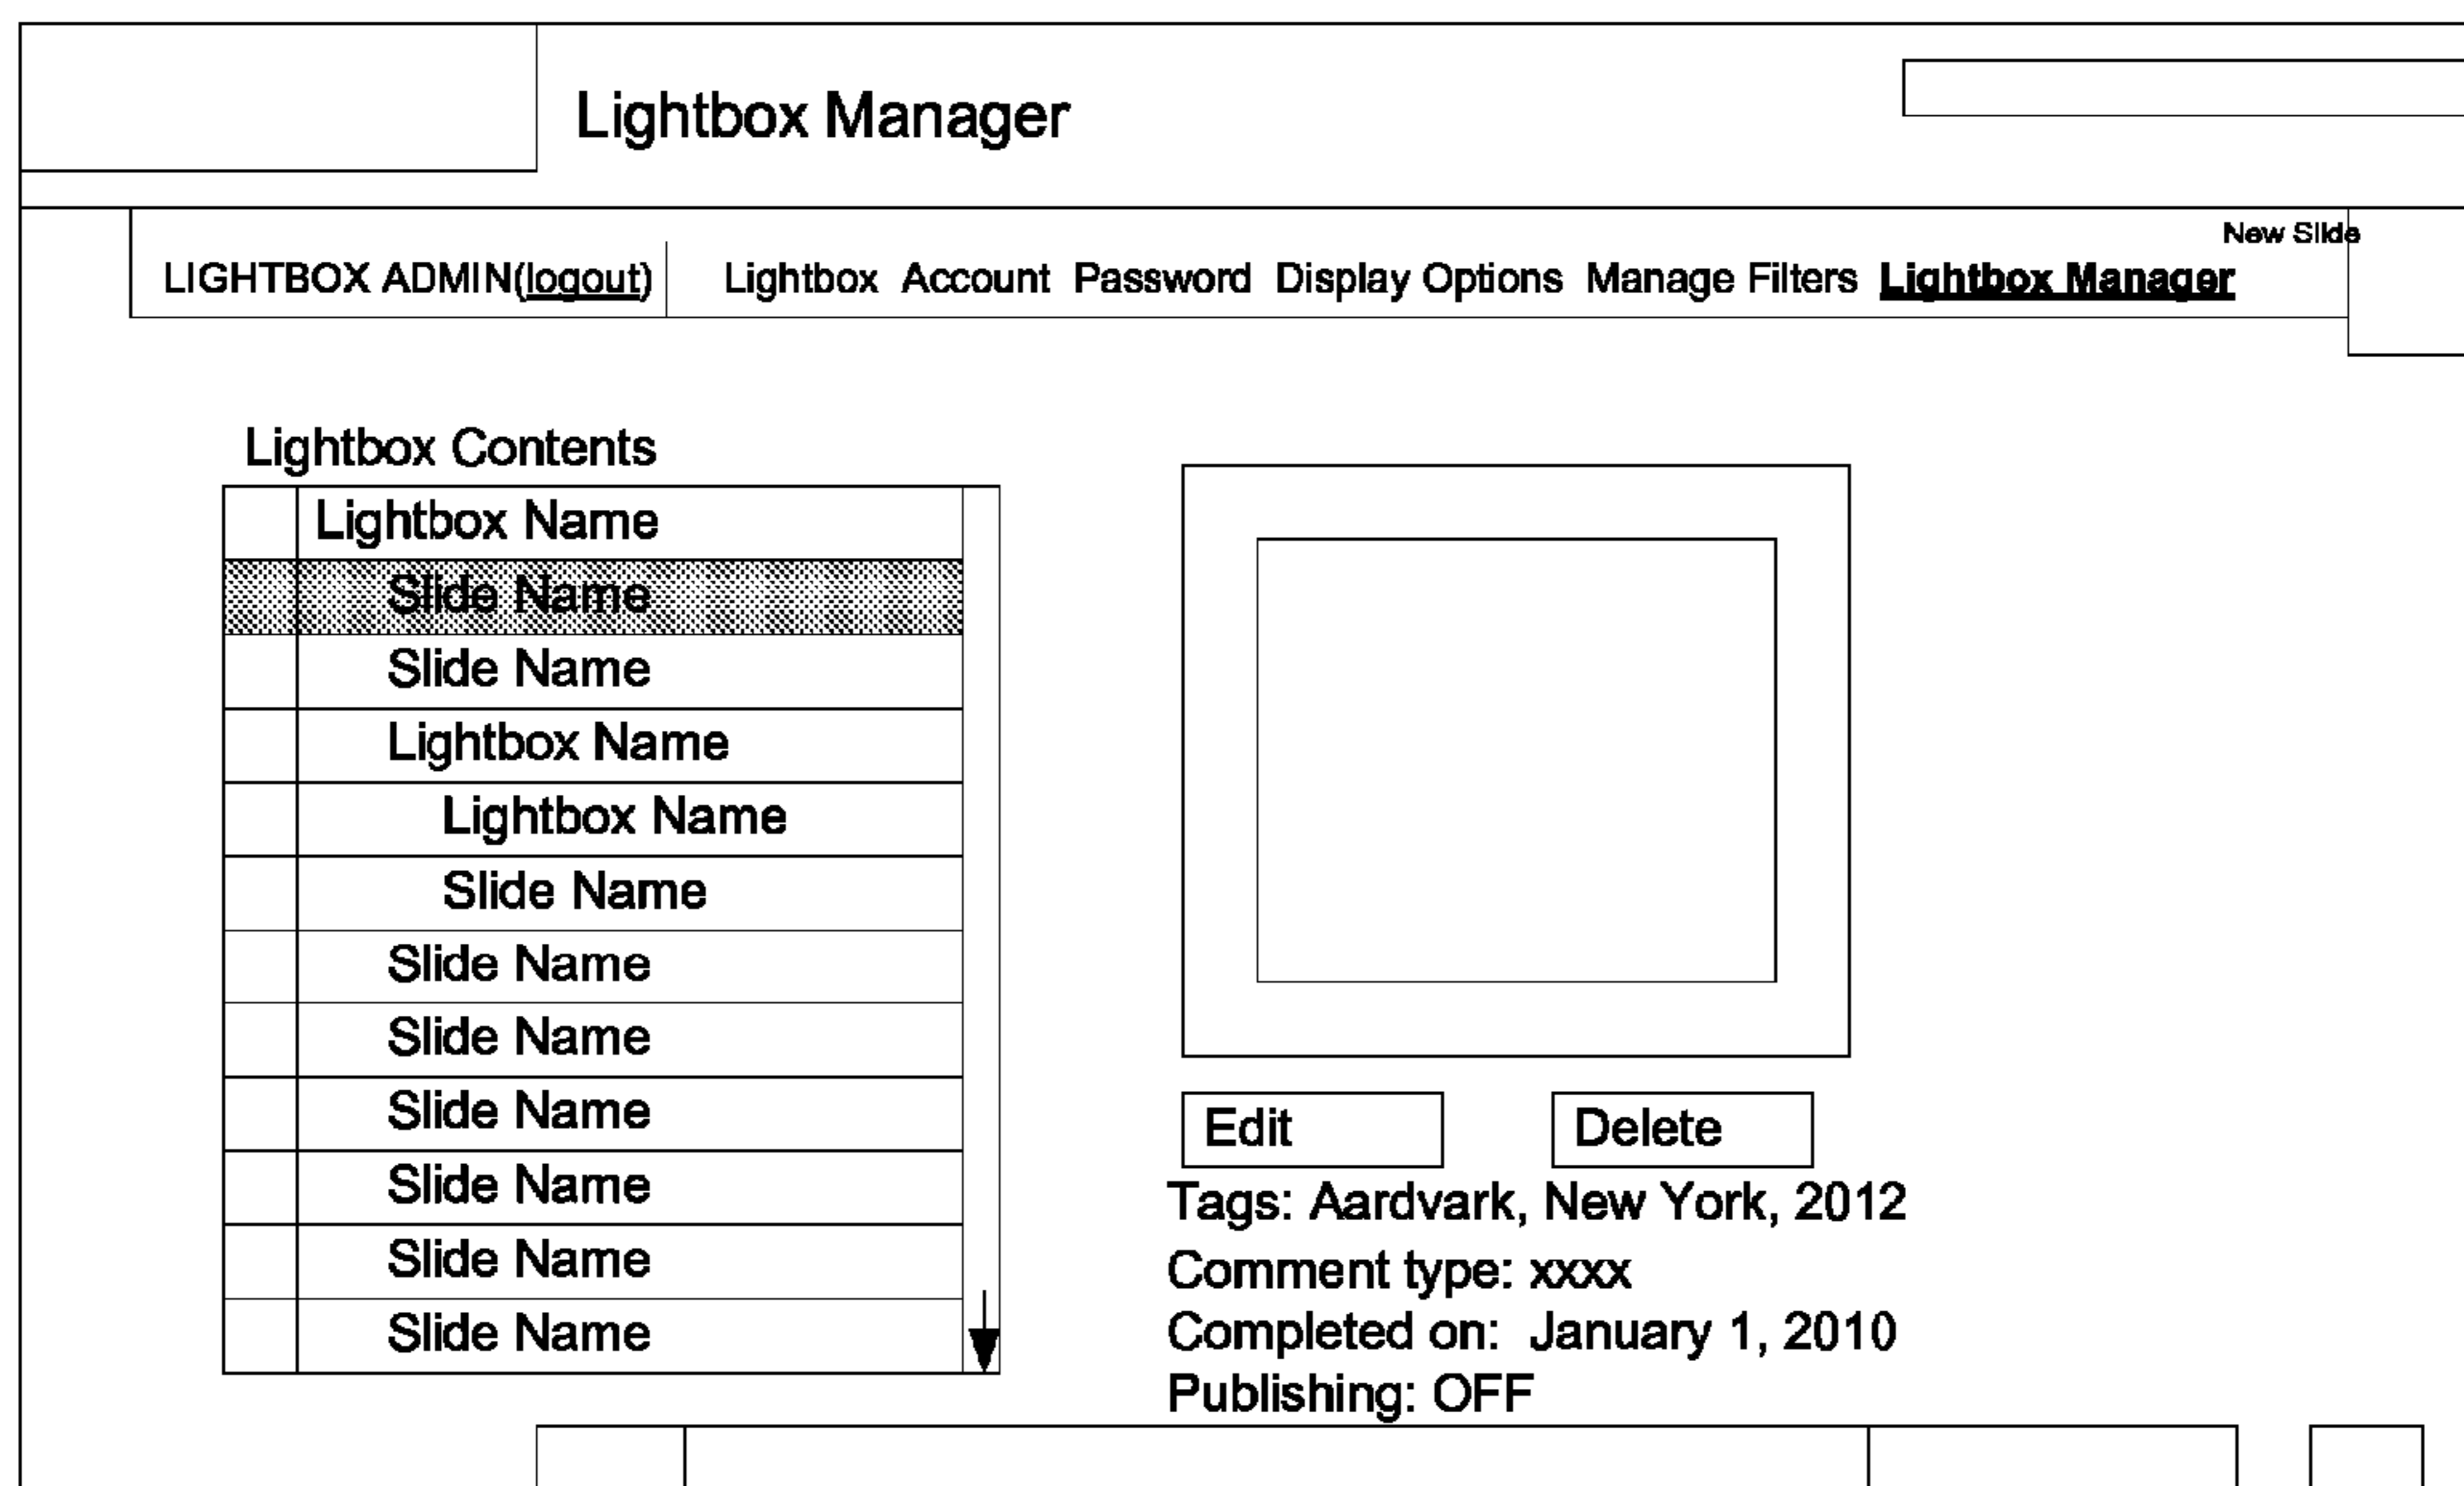 Lightbox Manager
New Slide
LIGHTBOX ADMIN(logout) Lightbox Account Password Display Options Manage Filters Lightbox Manager
Lightbox Contents
Lightbox Name
Slide Name
Slide Name
Lightbox Name
Lightbox Name
Slide Name
Slide Name
Slide Name
Slide Name
Slide Name
Slide Name
Slide Name
Edit Delete
Tags: Aardvark, New York, 2012
Comment type: xxxx
Completed on: January 1, 2010
Publishing: OFF